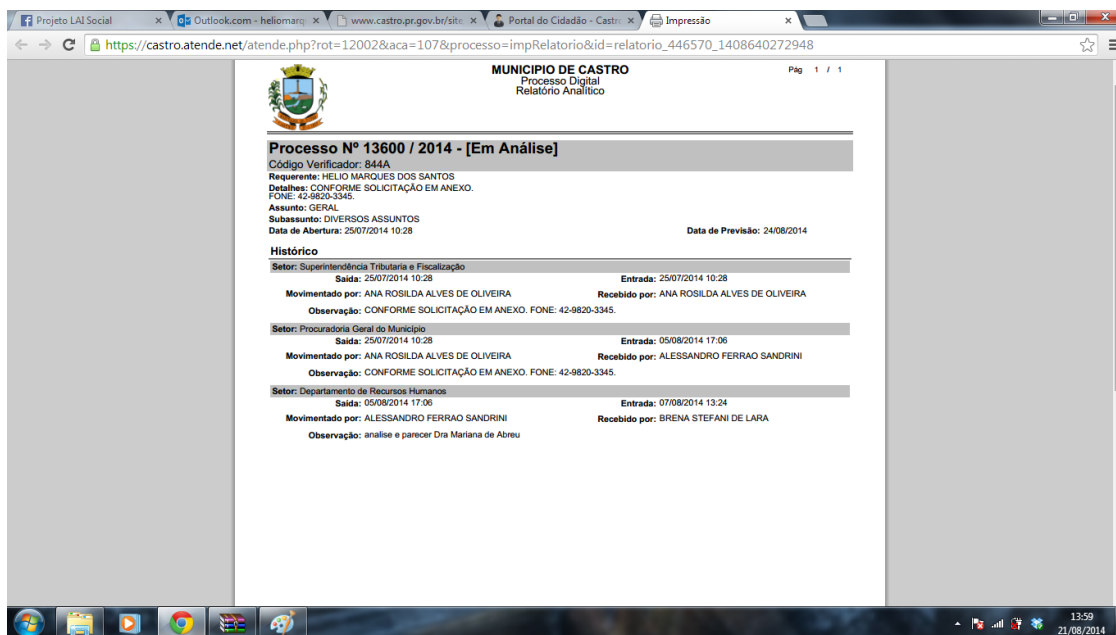 Projeto LAI Social
Outlook.com - heliomarq
www.castro.pr.gov.br/site
Portal do Cidadão - Castr
Impressão
https://castro.atende.net/atende.php?rot=12002&aca=107&processo=impRelatorio&id=relatorio_446570_1408640272948
MUNICIPIO DE CASTRO
Pág 1 / 1
Processo Digital
Relatório Analítico
Processo Nº 13600 / 2014 - [Em Análise]
Código Verificador: 844A
Requerente: HELIO MARQUES DOS SANTOS
Detalhes: CONFORME SOLICITAÇÃO EM ANEXO.
FONE: 42-9820-3345.
Assunto: GERAL
Subassunto: DIVERSOS ASSUNTOS
Data de Abertura: 25/07/2014 10:28 Data de Previsão: 24/08/2014
Histórico
Setor: Superintendência Tributaria e Fiscalização
Saída: 25/07/2014 10:28 Entrada: 25/07/2014 10:28
Movimentado por: ANA ROSILDA ALVES DE OLIVEIRA Recebido por: ANA ROSILDA ALVES DE OLIVEIRA
Observação: CONFORME SOLICITAÇÃO EM ANEXO. FONE: 42-9820-3345.
Setor: Procuradoria Geral do Município
Saída: 25/07/2014 10:28 Entrada: 05/08/2014 17:06
Movimentado por: ANA ROSILDA ALVES DE OLIVEIRA Recebido por: ALESSANDRO FERRAO SANDRINI
Observação: CONFORME SOLICITAÇÃO EM ANEXO. FONE: 42-9820-3345.
Setor: Departamento de Recursos Humanos
Saída: 05/08/2014 17:06 Entrada: 07/08/2014 13:24
Movimentado por: ALESSANDRO FERRAO SANDRINI Recebido por: BRENA STEFANI DE LARA
Observação: analise e parecer Dra Mariana de Abreu
13:59
21/08/2014